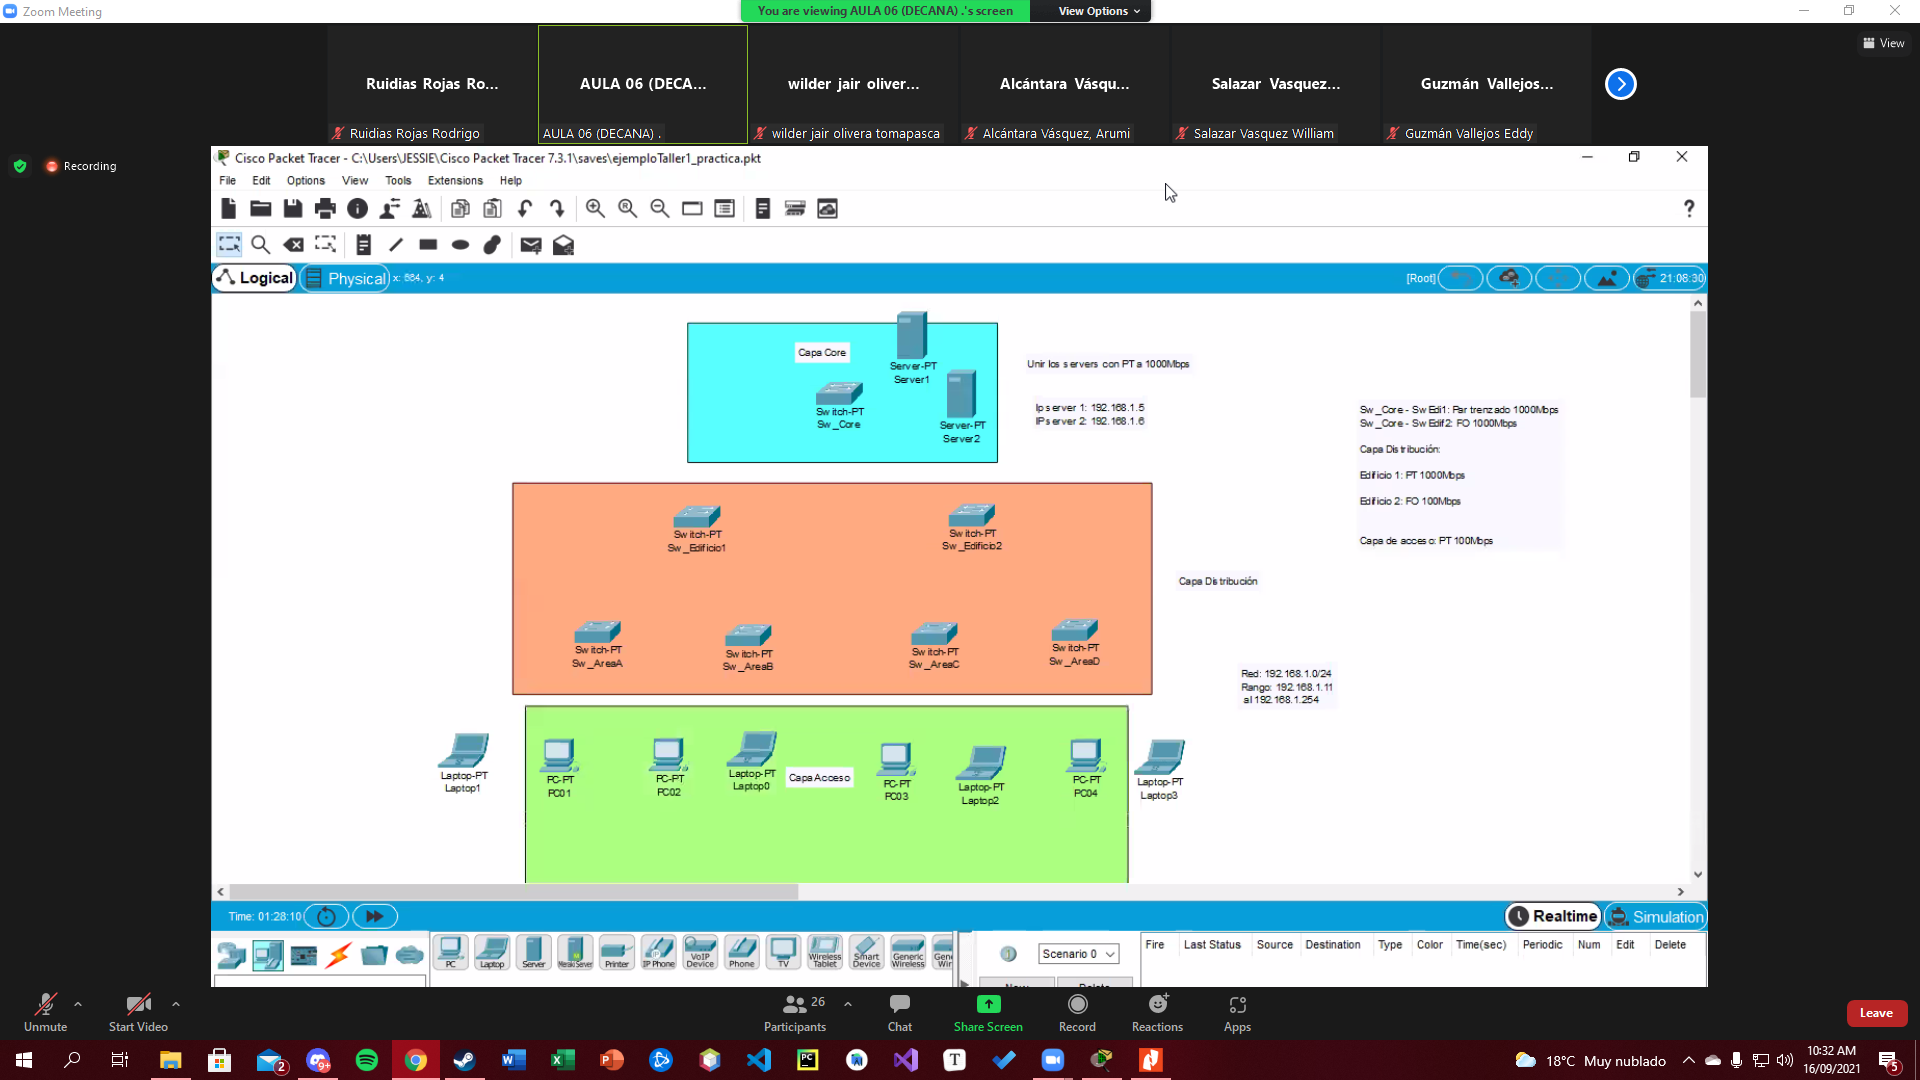 Zoom Meeting
You are viewing AULA 06 (DECANA) .'s screen
View Options
View
Ruidias Rojas Ro...
AULA 06 (DECA...
wilder jair oliver...
Alcántara Vásqu...
Salazar Vasquez...
Guzmán Vallejos...
Ruidias Rojas Rodrigo
AULA 06 (DECANA) .
wilder jair olivera tomapasca
Alcántara Vásquez, Arumi
Salazar Vasquez William
Guzmán Vallejos Eddy
Recording
Cisco Packet Tracer - C:\Users\JESSIE\Cisco Packet Tracer 7.3.1\saves\ejemploTaller1_practica.pkt
File Edit Options View Tools Extensions Help
Logical
Physical
x: 664, y: 4
[Root]
21:08:30
Capa Core
Server-PT
Server1
Switch-PT
Sw_Core
Server-PT
Server2
Unir los servers con PT a 1000Mbps
Ip server 1: 192.168.1.5
IP server 2: 192.168.1.6
Sw_Core - Sw Edi1: Par trenzado 1000Mbps
Sw_Core - Sw Edif2: FO 1000Mbps
Capa Distribución:
Edificio 1: PT 1000Mbps
Edificio 2: FO 100Mbps
Capa de acceso: PT 100Mbps
Switch-PT
Sw_Edificio1
Switch-PT
Sw_Edificio2
Capa Distribución
Switch-PT
Sw_AreaA
Switch-PT
Sw_AreaB
Switch-PT
Sw_AreaC
Switch-PT
Sw_AreaD
Red: 192.168.1.0/24
Rango: 192.168.1.11
al 192.168.1.254
Laptop-PT
Laptop1
PC-PT
PC01
PC-PT
PC02
Laptop-PT
Laptop0
Capa Acceso
PC-PT
PC03
Laptop-PT
Laptop2
PC-PT
PC04
Laptop-PT
Laptop3
Time: 01:28:10
Realtime
Simulation
PC
Laptop
Server
Meraki Server
Printer
IP Phone
VoIP Device
Phone
TV
Wireless Tablet
Smart Device
Generic Wireless
Scenario 0
Fire Last Status Source Destination Type Color Time(sec) Periodic Num Edit Delete
New
Delete
Unmute
Start Video
26
Participants
Chat
Share Screen
Record
Reactions
Apps
Leave
2
9+
18°C Muy nublado
10:32 AM
16/09/2021
5